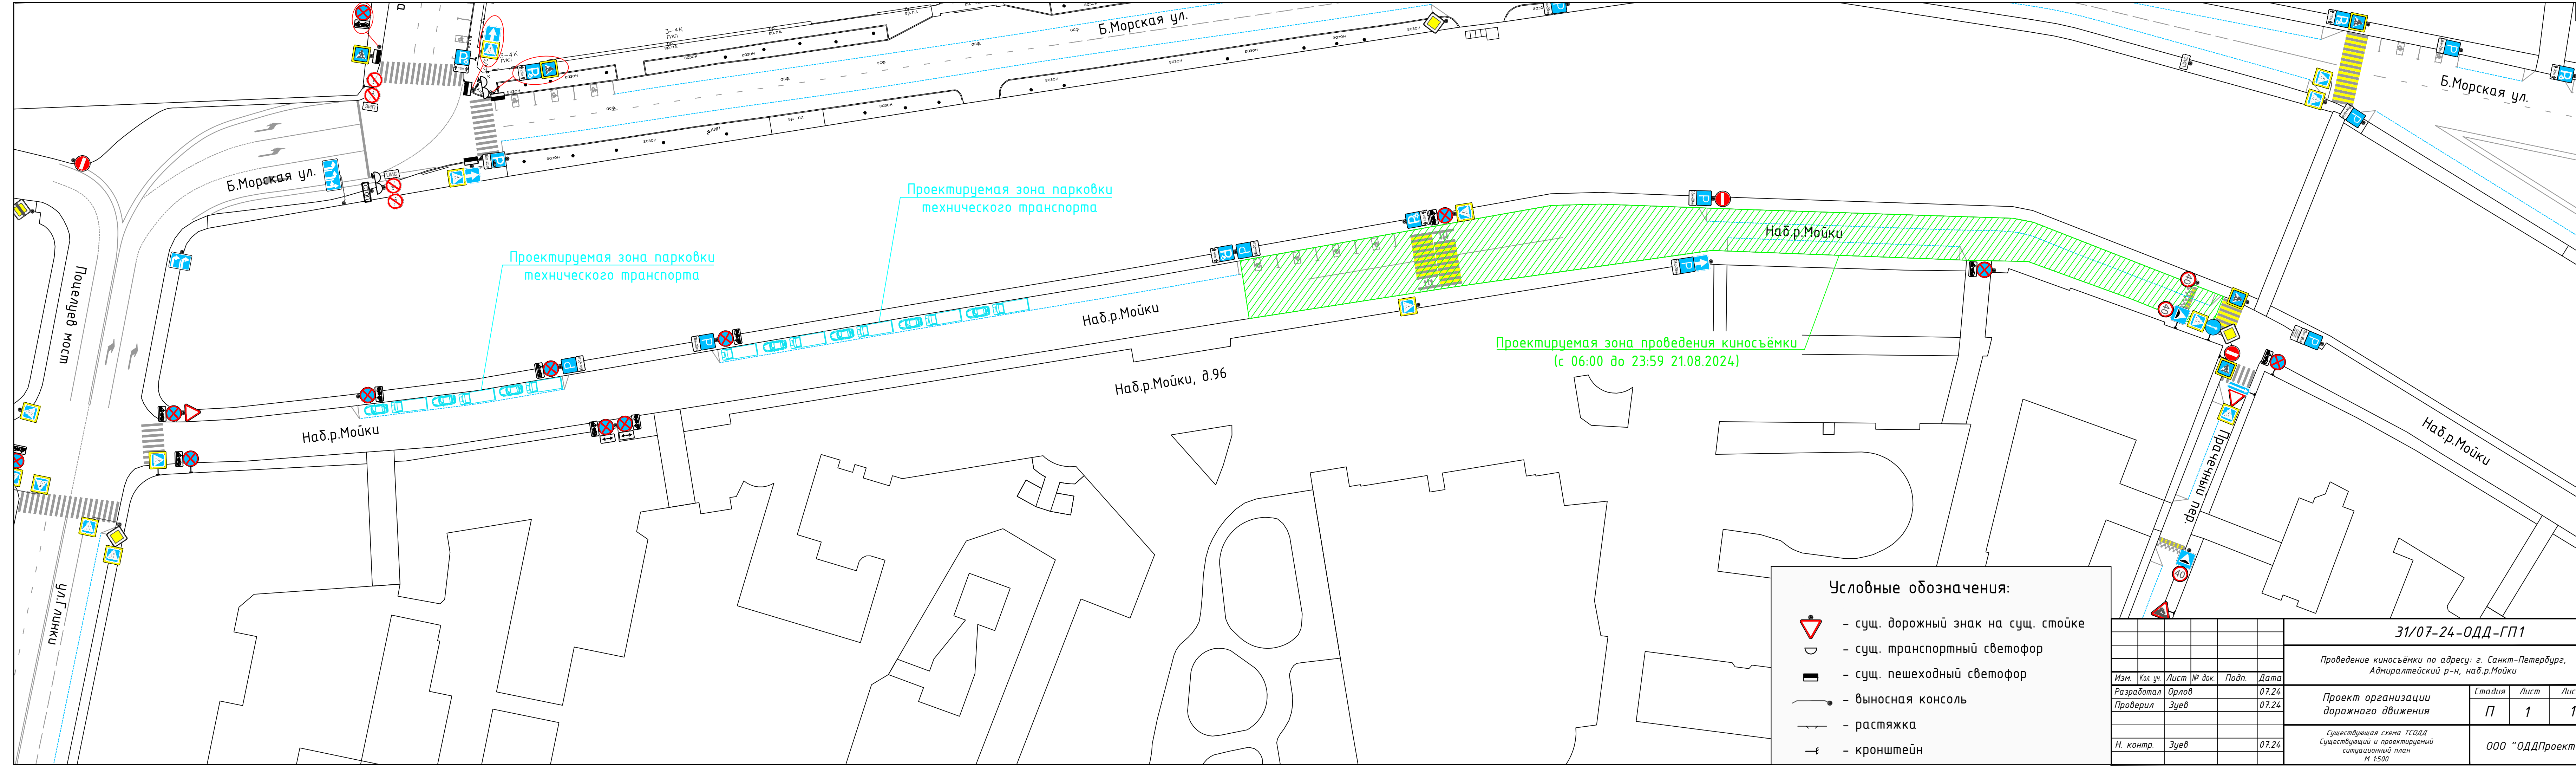 Б.Морская ул.
Б.Морская ул.
Б.Морская ул.
Поцелуев мост
ул.Глинки
Проектируемая зона парковки
технического транспорта
Проектируемая зона парковки
технического транспорта
Наб.р.Мойки
Наб.р.Мойки
Наб.р.Мойки
Наб.р.Мойки
Наб.р.Мойки, д.96
Проектируемая зона проведения киносъёмки
(с 06:00 до 23:59 21.08.2024)
Прачечный пер.
40
40
40
Условные обозначения:
- сущ. дорожный знак на сущ. стойке
- сущ. транспортный светофор
- сущ. пешеходный светофор
- выносная консоль
- растяжка
- кронштейн
31/07-24-ОДД-ГП1
Проведение киносъёмки по адресу: г. Санкт-Петербург,
Адмиралтейский р-н, наб.р.Мойки
Изм. Кол. уч. Лист № док. Подп. Дата
Разработал Орлов 07.24
Проверил Зуев 07.24
Н. контр. Зуев 07.24
Проект организации
дорожного движения
Стадия Лист Лис
П 1 1
Существующая схема ТСОДД
Существующий и проектируемый
ситуационный план
М 1:500
ООО "ОДДПроект